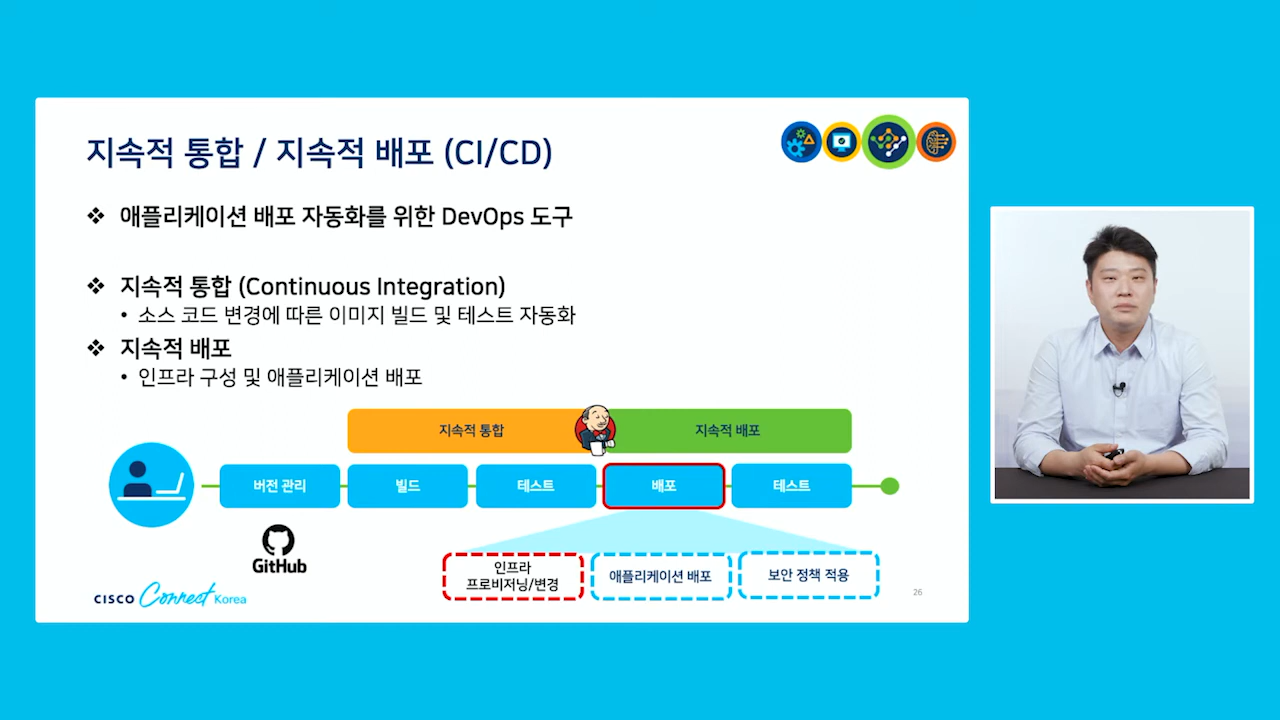 지속적 통합 / 지속적 배포 (CI/CD)
❖ 애플리케이션 배포 자동화를 위한 DevOps 도구
❖ 지속적 통합 (Continuous Integration)
• 소스 코드 변경에 따른 이미지 빌드 및 테스트 자동화
❖ 지속적 배포
• 인프라 구성 및 애플리케이션 배포
지속적 통합
지속적 배포
버전 관리
빌드
테스트
배포
테스트
GitHub
인프라
프로비저닝/변경
애플리케이션 배포
보안 정책 적용
CISCO Connect Korea
26